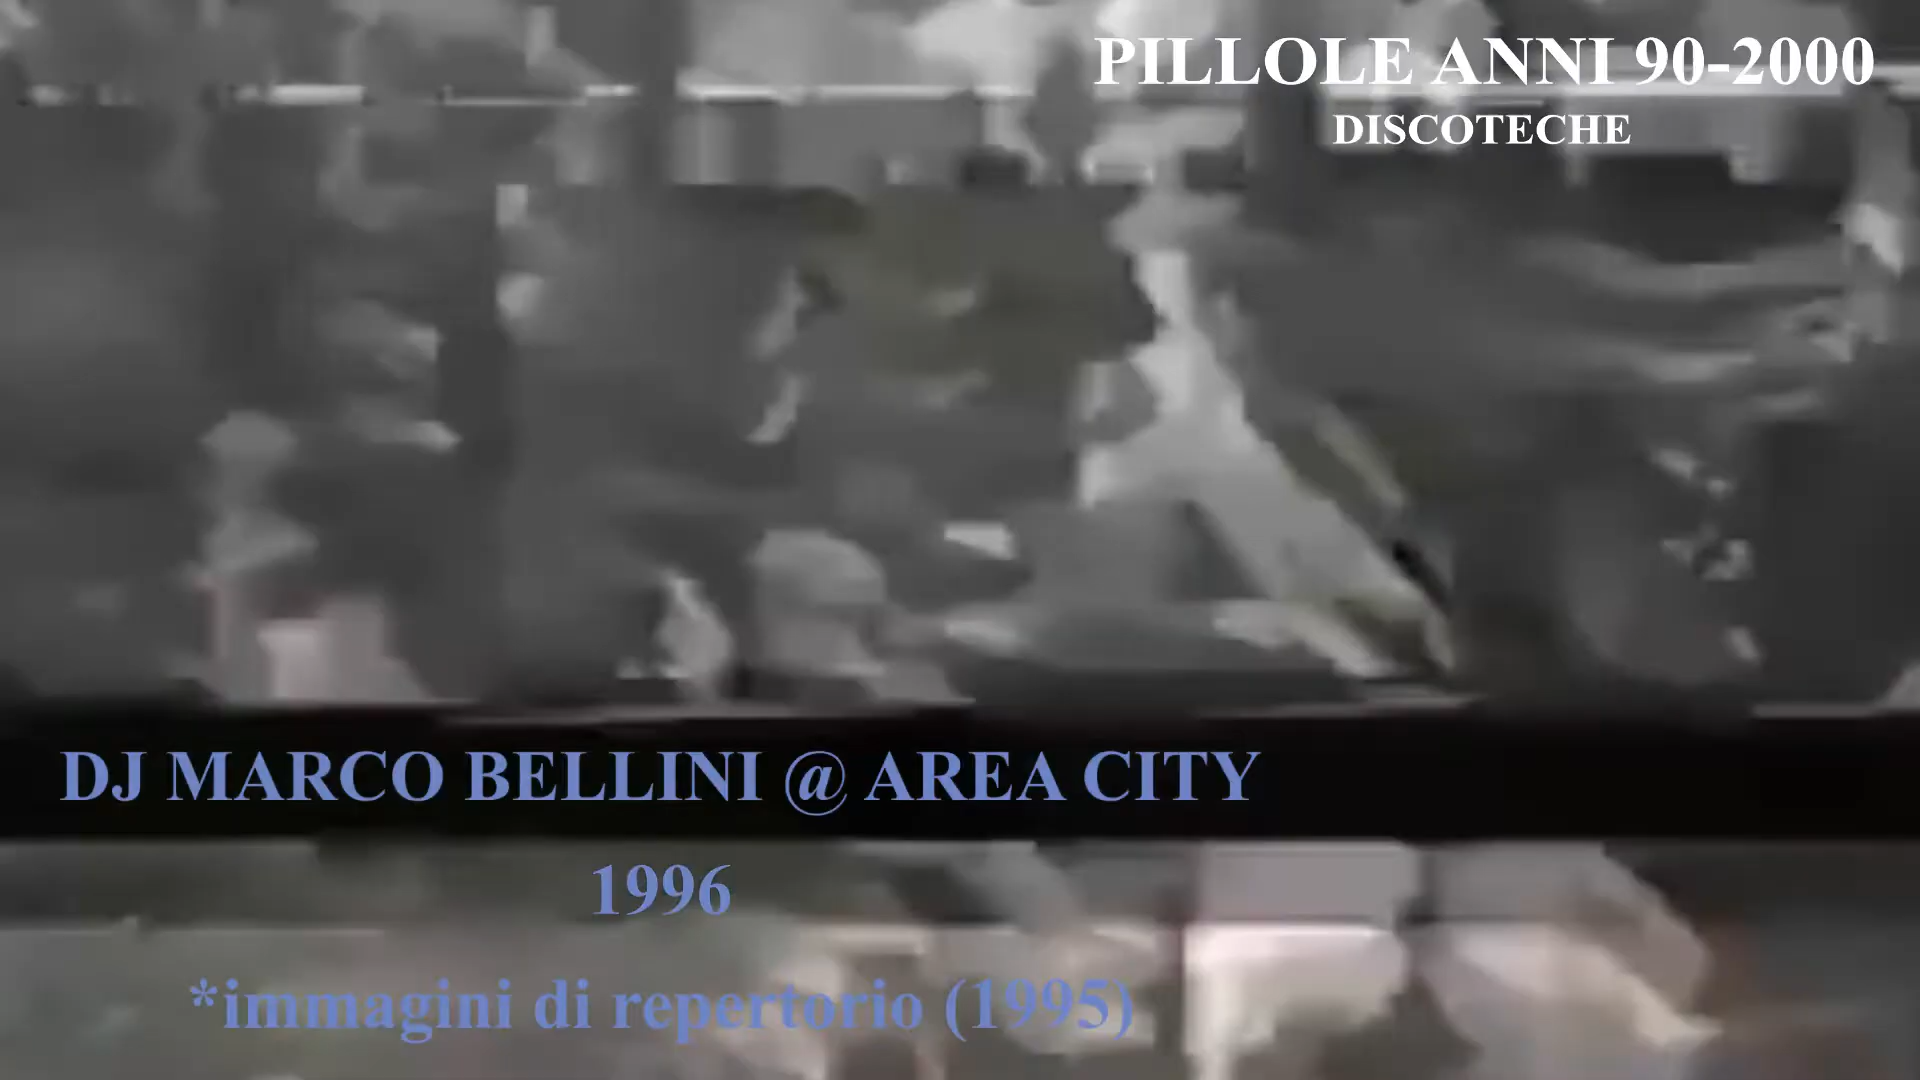 PILLOLE ANNI 90-2000
DISCOTECHE
DJ MARCO BELLINI @ AREA CITY
1996
*immagini di repertorio (1995)